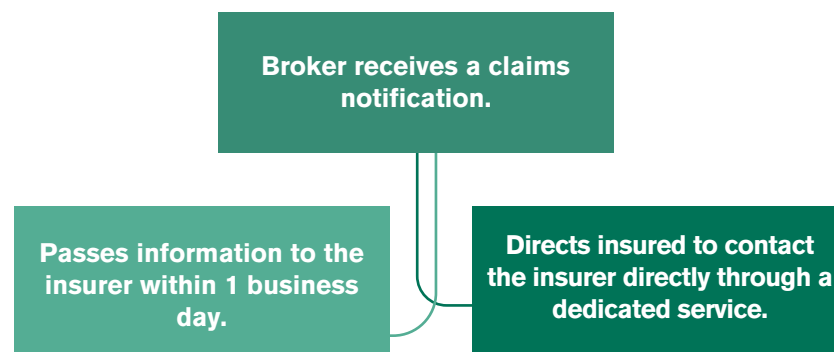 Broker receives a claims
notification.
Passes information to the
insurer within 1 business
day.
Directs insured to contact
the insurer directly through a
dedicated service.